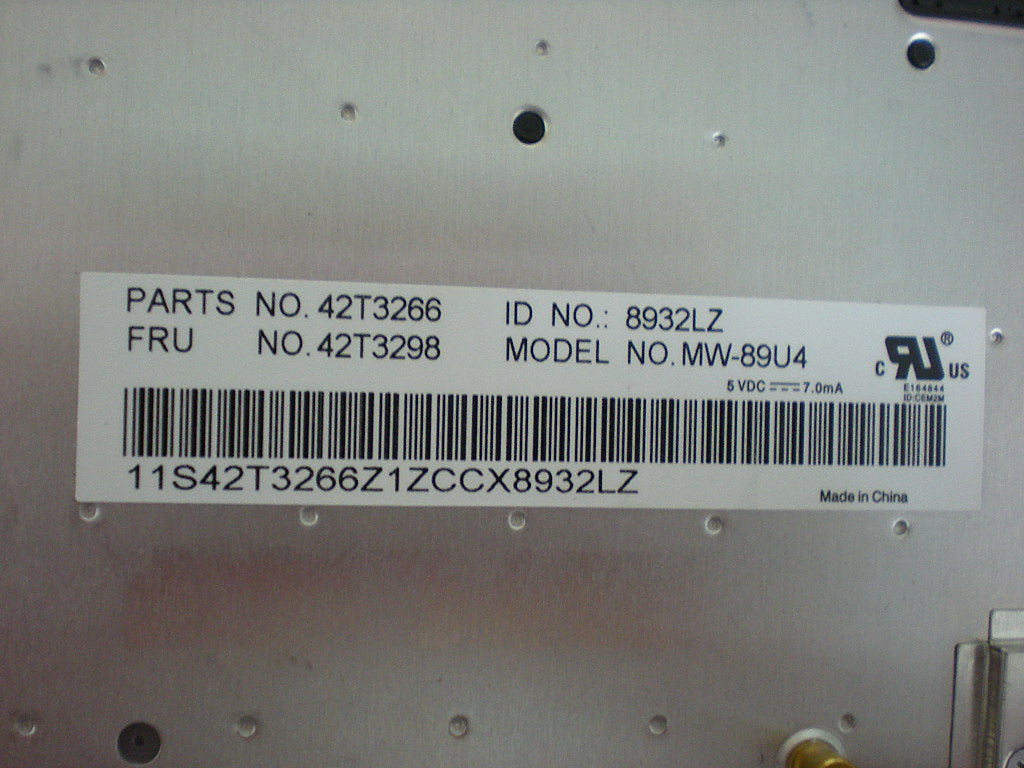 PARTS NO. 42T3266 ID NO.: 8932LZ
FRU NO. 42T3298 MODEL NO. MW-89U4
5 VDC 7.0mA
C RU ® US
E164844
ID:CEM2M
11S42T3266Z1ZCCX8932LZ
Made in China